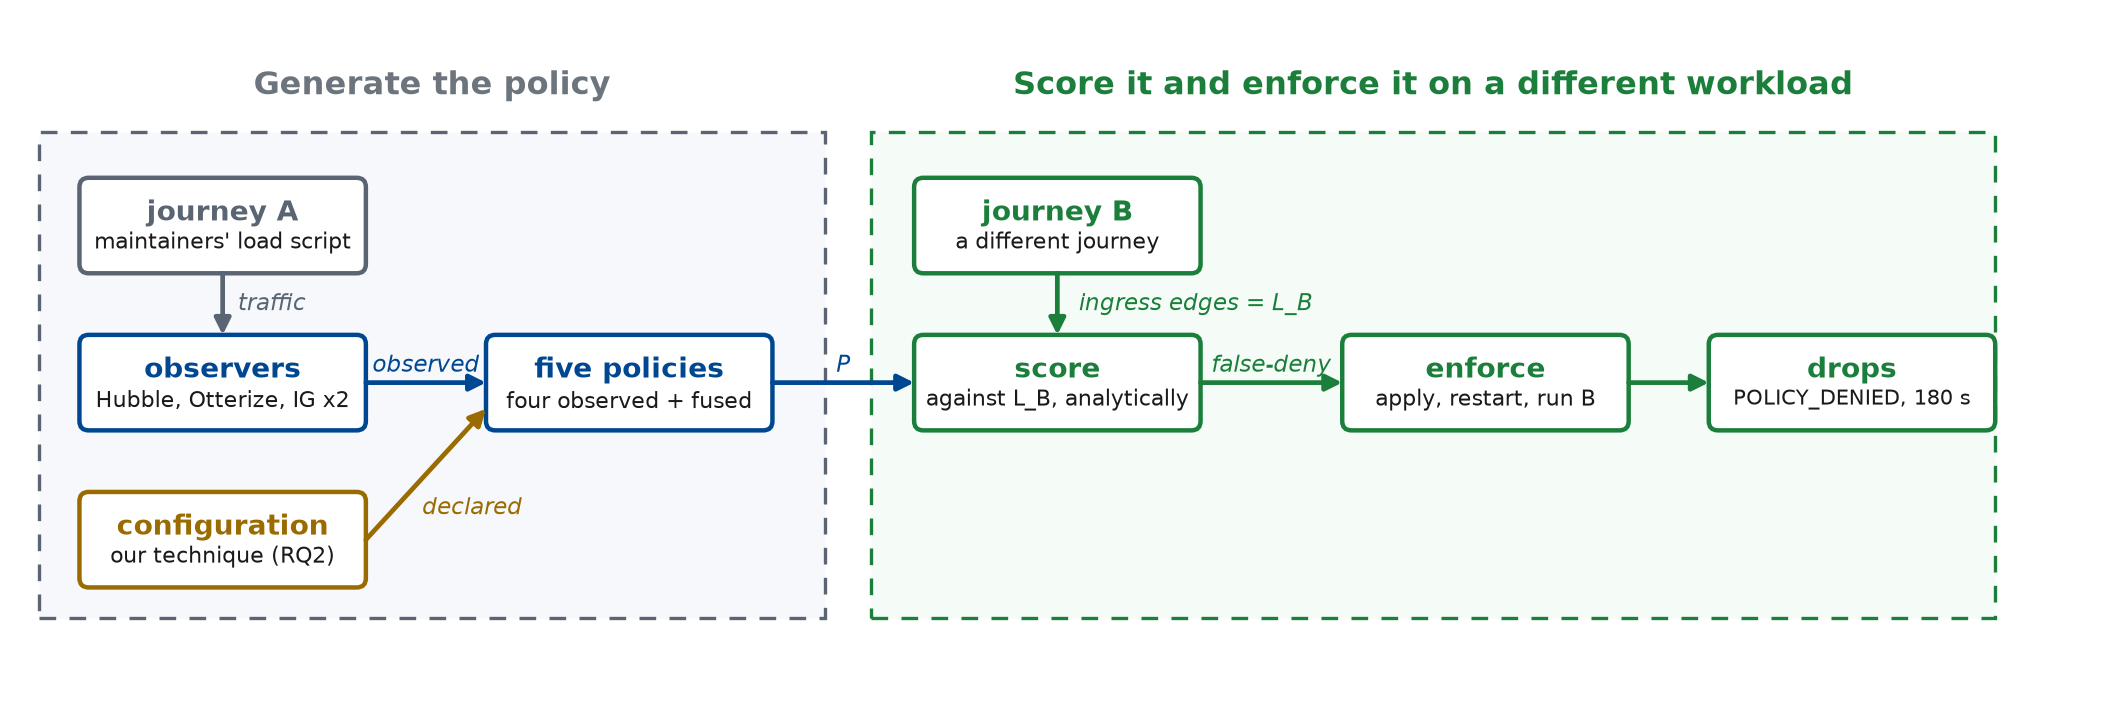 Generate the policy
journey A
maintainers' load script
traffic
observers
Hubble, Otterize, IG x2
observed
five policies
four observed + fused
configuration
our technique (RQ2)
declared
P
Score it and enforce it on a different workload
journey B
a different journey
ingress edges = L_B
score
against L_B, analytically
false-deny
enforce
apply, restart, run B
drops
POLICY_DENIED, 180 s